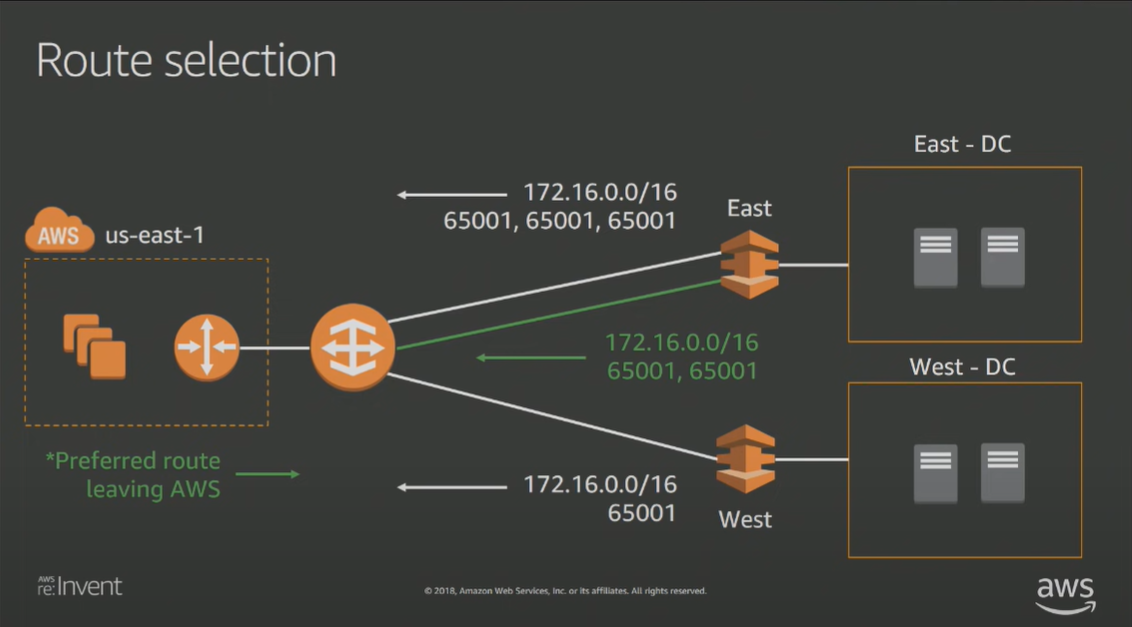 Route selection
East - DC
172.16.0.0/16
65001, 65001, 65001
East
AWS
us-east-1
172.16.0.0/16
65001, 65001
West - DC
*Preferred route
leaving AWS
172.16.0.0/16
65001
West
AWS
re:Invent
© 2018, Amazon Web Services, Inc. or its affiliates. All rights reserved.
aws